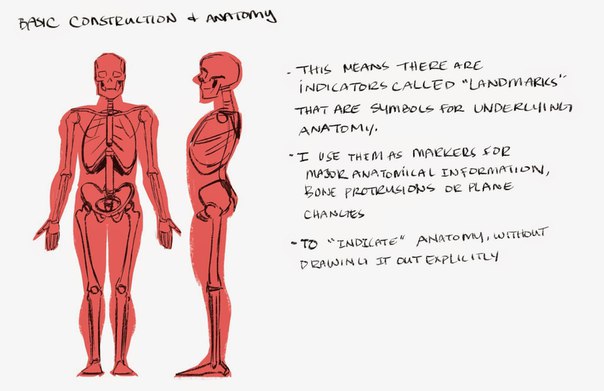 BASIC CONSTRUCTION & ANATOMY
- THIS MEANS THERE ARE
INDICATORS CALLED "LANDMARKS"
THAT ARE SYMBOLS FOR UNDERLYING
ANATOMY.
- I USE THEM AS MARKERS FOR
MAJOR ANATOMICAL INFORMATION,
BONE PROTRUSIONS OR PLANE
CHANGES
- TO "INDICATE" ANATOMY, WITHOUT
DRAWING IT OUT EXPLICITLY